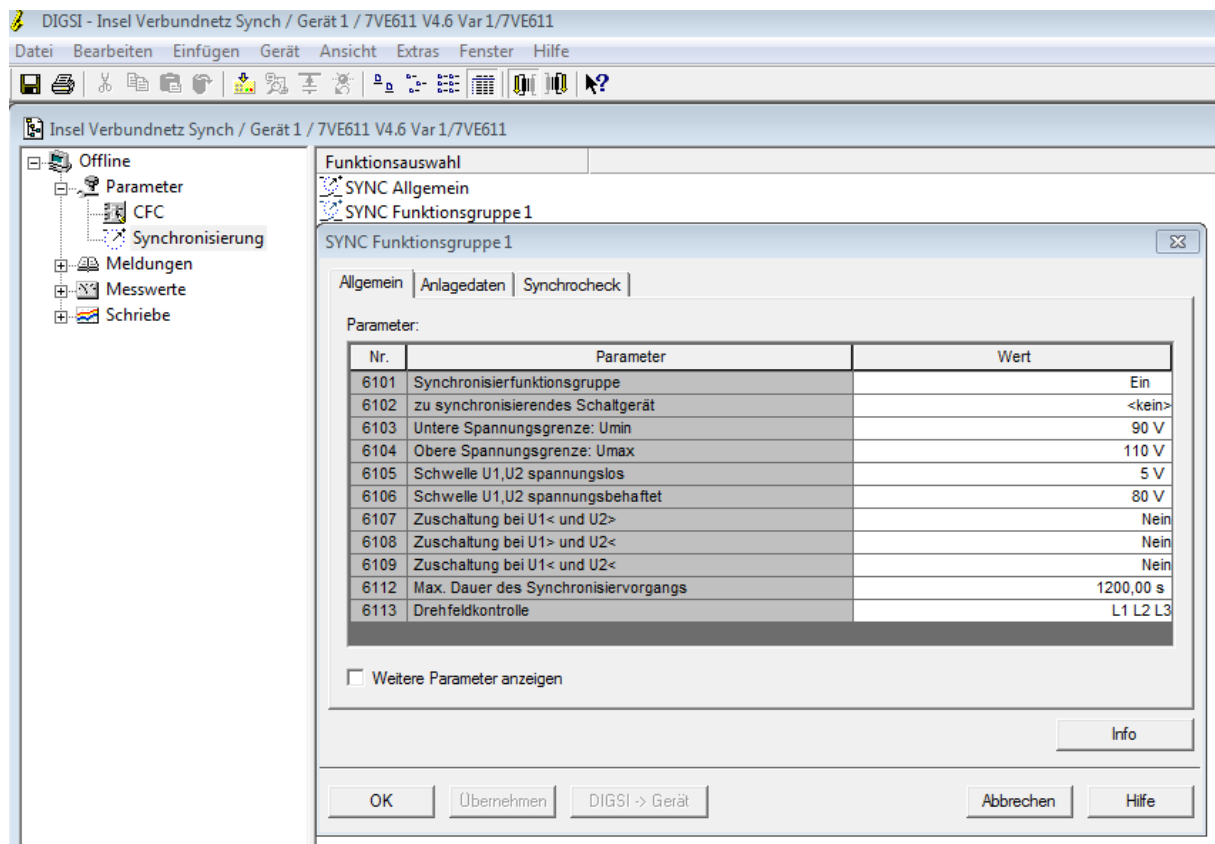 DIGSI - Insel Verbundnetz Synch / Gerät 1 / 7VE611 V4.6 Var 1/7VE611
Datei Bearbeiten Einfügen Gerät Ansicht Extras Fenster Hilfe
Insel Verbundnetz Synch / Gerät 1 / 7VE611 V4.6 Var 1/7VE611
Offline
Parameter
CFC
Synchronisierung
Meldungen
Messwerte
Schriebe
Funktionsauswahl
SYNC Allgemein
SYNC Funktionsgruppe 1
SYNC Funktionsgruppe 1
Allgemein Anlagedaten Synchrocheck
Parameter:
Nr. Parameter Wert
6101 Synchronisierfunktionsgruppe Ein
6102 zu synchronisierendes Schaltgerät <kein>
6103 Untere Spannungsgrenze: Umin 90 V
6104 Obere Spannungsgrenze: Umax 110 V
6105 Schwelle U1,U2 spannungslos 5 V
6106 Schwelle U1,U2 spannungsbehaftet 80 V
6107 Zuschaltung bei U1< und U2> Nein
6108 Zuschaltung bei U1> und U2< Nein
6109 Zuschaltung bei U1< und U2< Nein
6112 Max. Dauer des Synchronisiervorgangs 1200,00 s
6113 Drehfeldkontrolle L1 L2 L3
Weitere Parameter anzeigen
Info
OK Übernehmen DIGSI -> Gerät Abbrechen Hilfe